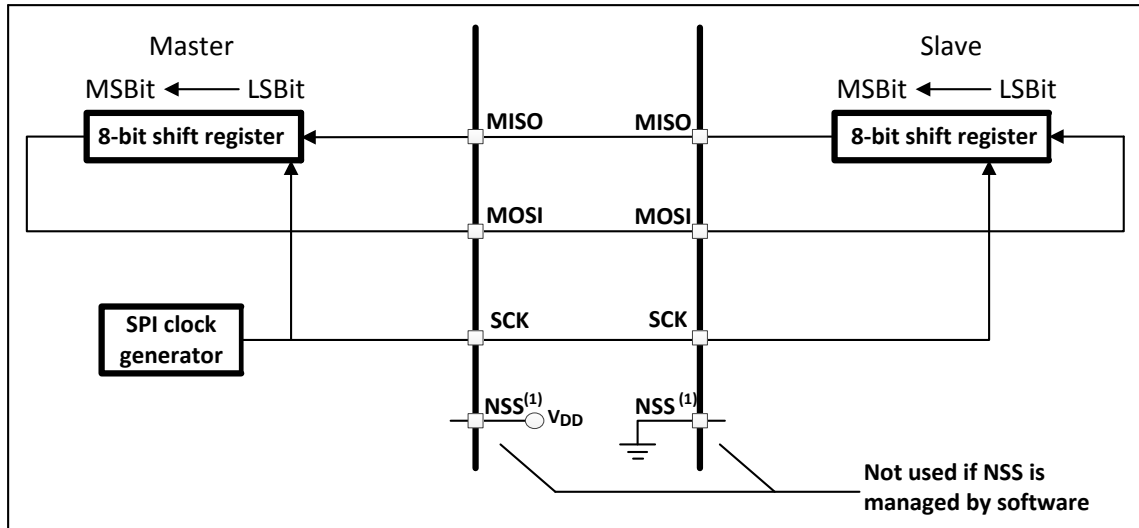 Master
Slave
MSBit LSBit
MSBit LSBit
8-bit shift register
MISO
MISO
8-bit shift register
MOSI
MOSI
SPI clock
generator
SCK
SCK
NSS(1)
VDD
NSS (1)
Not used if NSS is
managed by software